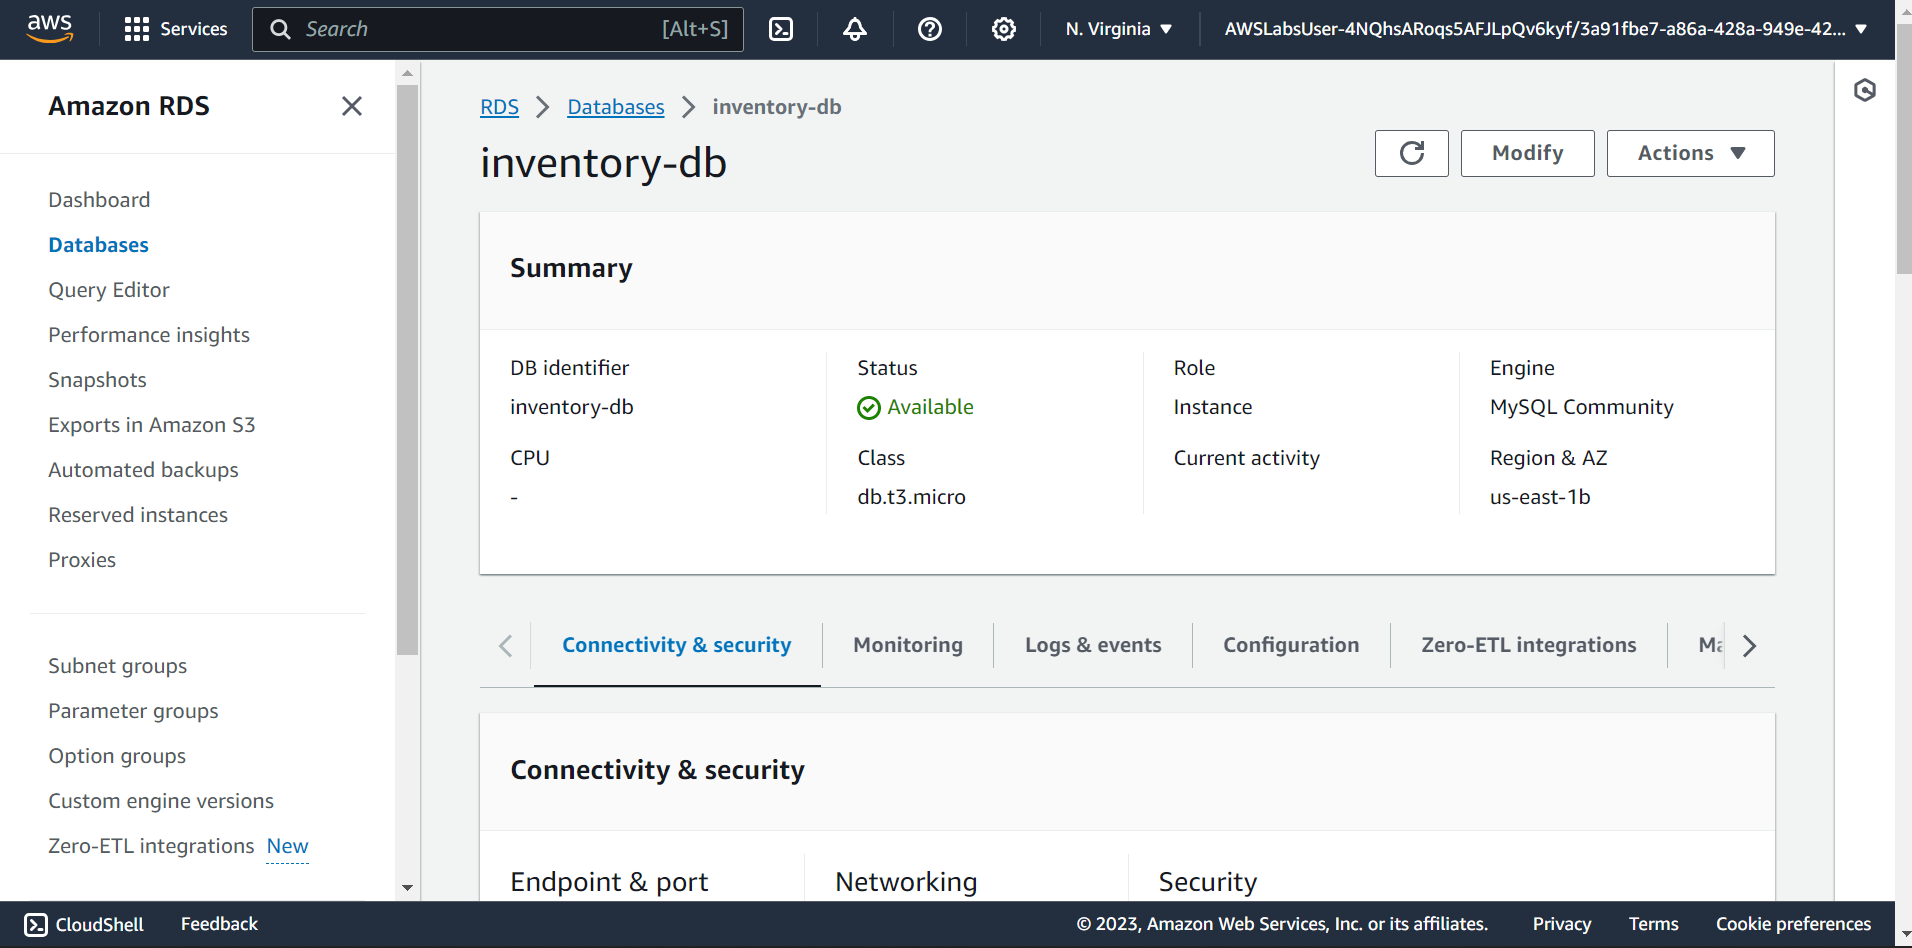 aws
Services
Search [Alt+S]
N. Virginia
AWSLabsUser-4NQhsARoqs5AFJLpQv6kyf/3a91fbe7-a86a-428a-949e-42...
Amazon RDS
Dashboard
Databases
Query Editor
Performance insights
Snapshots
Exports in Amazon S3
Automated backups
Reserved instances
Proxies
Subnet groups
Parameter groups
Option groups
Custom engine versions
Zero-ETL integrations New
RDS > Databases > inventory-db
inventory-db
Modify
Actions
Summary
DB identifier
inventory-db
CPU
-
Status
Available
Class
db.t3.micro
Role
Instance
Current activity
Engine
MySQL Community
Region & AZ
us-east-1b
Connectivity & security
Monitoring
Logs & events
Configuration
Zero-ETL integrations
Connectivity & security
Endpoint & port
Networking
Security
CloudShell
Feedback
© 2023, Amazon Web Services, Inc. or its affiliates.
Privacy
Terms
Cookie preferences